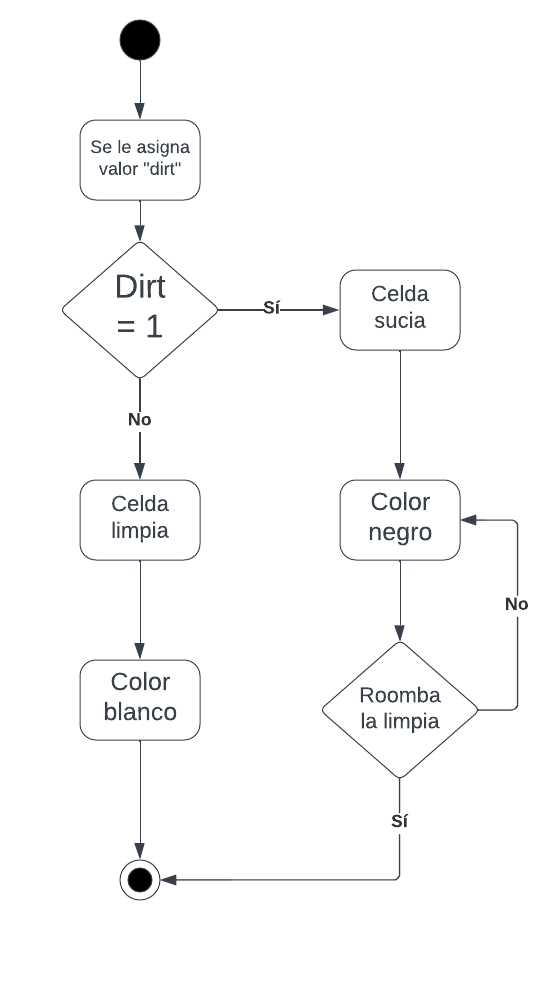 Se le asigna
valor "dirt"
Dirt
= 1
Sí
Celda
sucia
No
Celda
limpia
Color
negro
No
Color
blanco
Roomba
la limpia
Sí